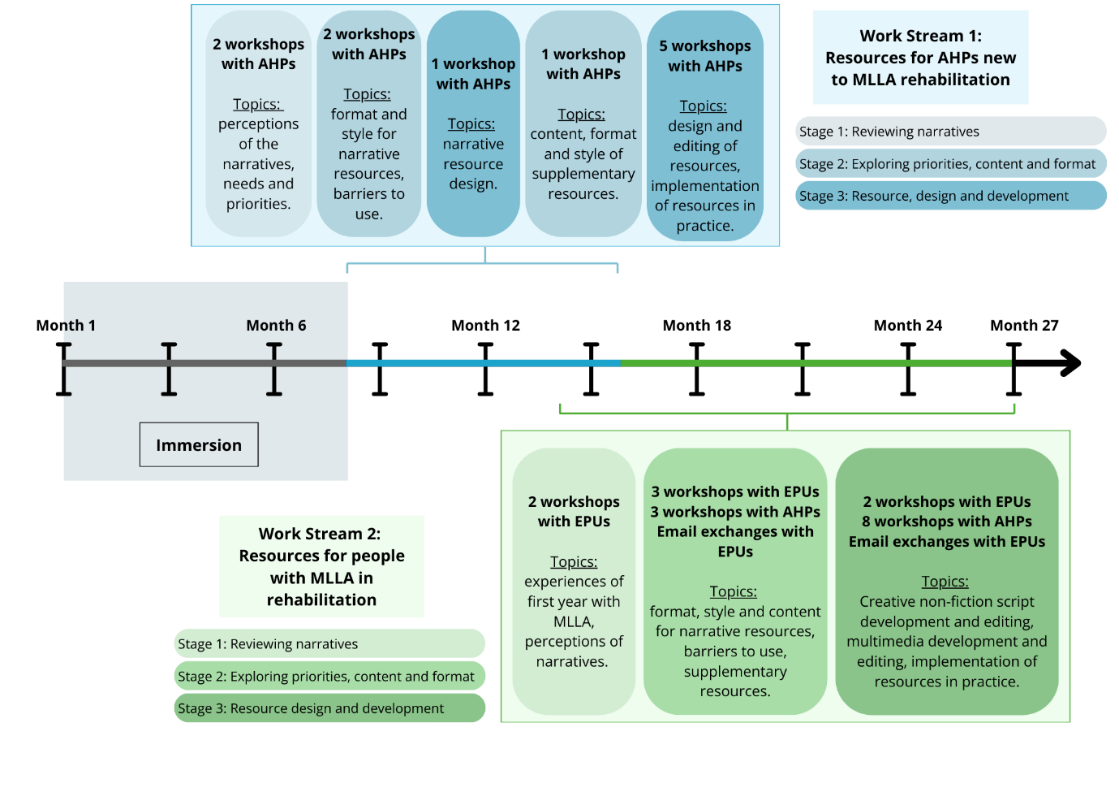 2 workshops
with AHPs
Topics:
perceptions
of the
narratives,
needs and
priorities.
2 workshops
with AHPs
Topics:
format and
style for
narrative
resources,
barriers to
use.
1 workshop
with AHPs
Topics:
narrative
resource
design.
1 workshop
with AHPs
Topics:
content, format
and style of
supplementary
resources.
5 workshops
with AHPs
Topics:
design and
editing of
resources,
implementation
of resources in
practice.
Work Stream 1:
Resources for AHPs new
to MLLA rehabilitation
Stage 1: Reviewing narratives
Stage 2: Exploring priorities, content and format
Stage 3: Resource, design and development
Month 1
Month 6
Month 12
Month 18
Month 24
Month 27
Immersion
Work Stream 2:
Resources for people
with MLLA in
rehabilitation
Stage 1: Reviewing narratives
Stage 2: Exploring priorities, content and format
Stage 3: Resource design and development
2 workshops
with EPUs
Topics:
experiences of
first year with
MLLA,
perceptions of
narratives.
3 workshops with EPUs
3 workshops with AHPs
Email exchanges with
EPUs
Topics:
format, style and content
for narrative resources,
barriers to use,
supplementary
resources.
2 workshops with EPUs
8 workshops with AHPs
Email exchanges with EPUs
Topics:
Creative non-fiction script
development and editing,
multimedia development and
editing, implementation of
resources in practice.